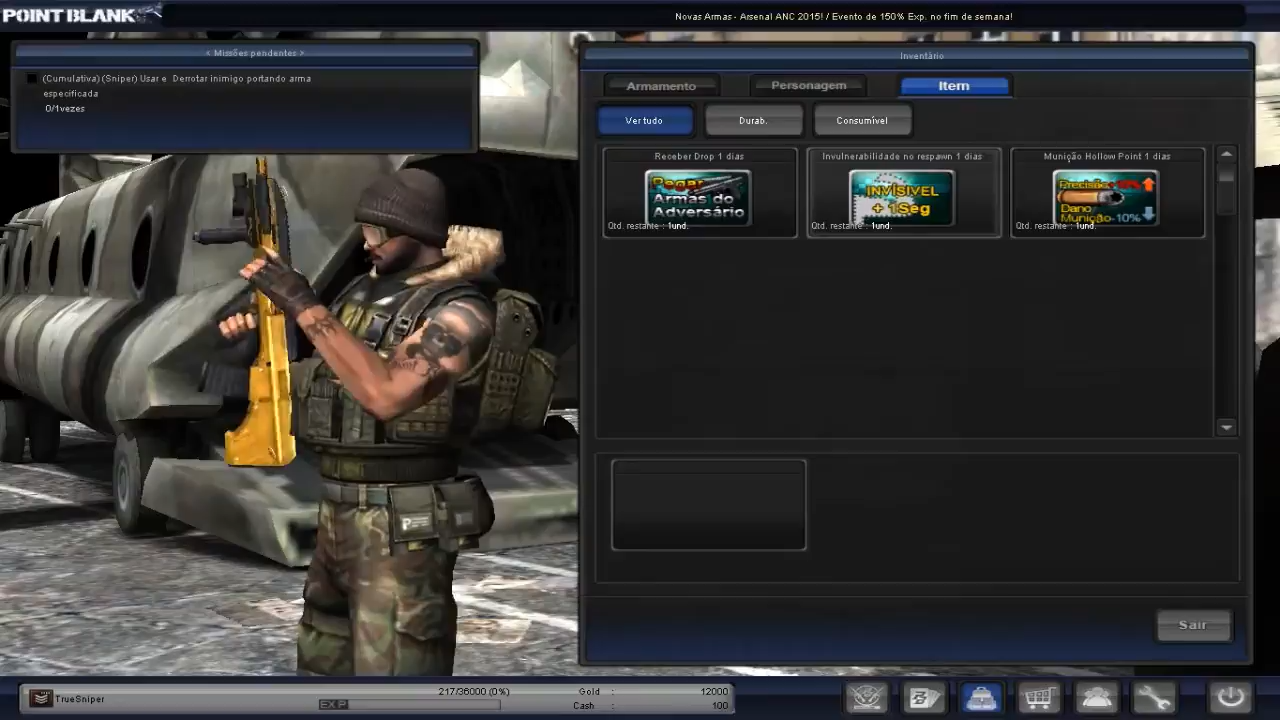 POINT BLANK
Novas Armas - Arsenal ANC 2015! / Evento de 150% Exp. no fim de semana!
< Missões pendentes >
(Cumulativa) (Sniper) Usar e Derrotar inimigo portando arma
especificada
0/1vezes
Inventário
Armamento Personagem Item
Ver tudo Durab. Consumível
Receber Drop 1 dias
Pegar
Armas do
Adversário
Qtd. restante : 1und.
Invulnerabilidade no respawn 1 dias
INVÍSIVEL
+ 1Seg
Qtd. restante : 1und.
Munição Hollow Point 1 dias
Dano
Munição-10%
Qtd. restante : 1und.
Sair
TrueSniper
EXP
217/36000 (0%)
Gold : 12000
Cash : 100